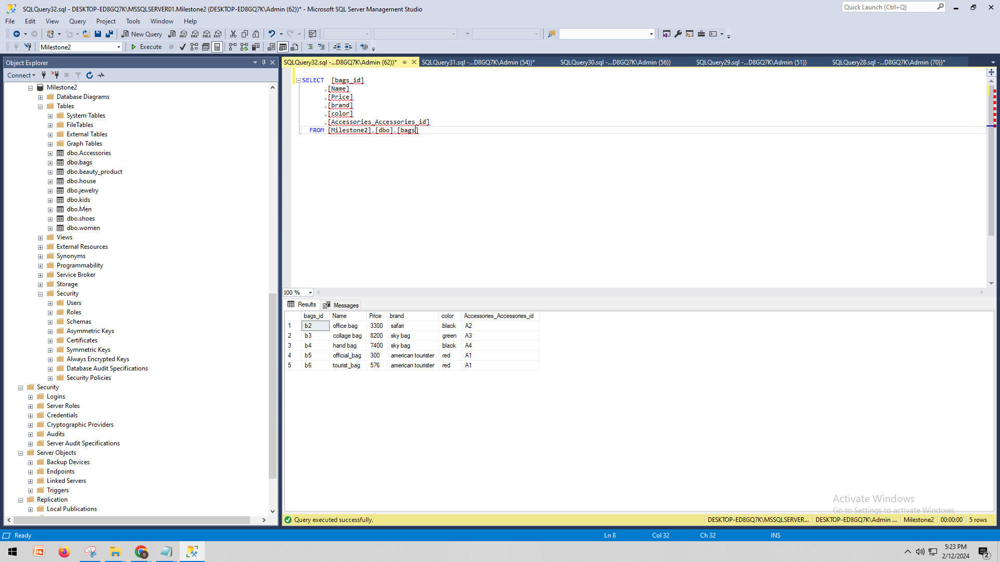 SQLQuery32.sql - DESKTOP-ED8GQ7K\MSSQLSERVER01.Milestone2 (DESKTOP-ED8GQ7K\Admin (62))* - Microsoft SQL Server Management Studio
Quick Launch (Ctrl+Q)
File Edit View Query Project Tools Window Help
New Query
MDX DMX XMLA DAX
Milestone2
Execute
Object Explorer
SQLQuery32.sql -...D8GQ7K\Admin (62))*
SQLQuery31.sql -...D8GQ7K\Admin (54))*
SQLQuery30.sql -...D8GQ7K\Admin (56))
SQLQuery29.sql -...D8GQ7K\Admin (51))
SQLQuery28.sql -...D8GQ7K\Admin (70))*
Connect
Milestone2
Database Diagrams
Tables
System Tables
FileTables
External Tables
Graph Tables
dbo.Accessories
dbo.bags
dbo.beauty_product
dbo.house
dbo.jewelry
dbo.kids
dbo.Men
dbo.shoes
dbo.women
Views
External Resources
Synonyms
Programmability
Service Broker
Storage
Security
Users
Roles
Schemas
Asymmetric Keys
Certificates
Symmetric Keys
Always Encrypted Keys
Database Audit Specifications
Security Policies
Security
Logins
Server Roles
Credentials
Cryptographic Providers
Audits
Server Audit Specifications
Server Objects
Backup Devices
Endpoints
Linked Servers
Triggers
Replication
Local Publications
SELECT [bags_id]
,[Name]
,[Price]
,[brand]
,[color]
,[Accessories_Accessories_id]
FROM [Milestone2].[dbo].[bags]
100 %
Results Messages
bags_id Name Price brand color Accessories_Accessories_id
1 b2 office bag 3300 safari black A2
2 b3 collage bag 8200 sky bag green A3
3 b4 hand bag 7400 sky bag black A4
4 b5 official_bag 300 american tourister red A1
5 b6 tourist_bag 576 american tourister red A1
Activate Windows
Go to Settings to activate Windows.
Query executed successfully.
DESKTOP-ED8GQ7K\MSSQLSERVER... DESKTOP-ED8GQ7K\Admin ... Milestone2 00:00:00 5 rows
Ready
Ln 8 Col 32 Ch 32 INS
5:23 PM
2/12/2024
2